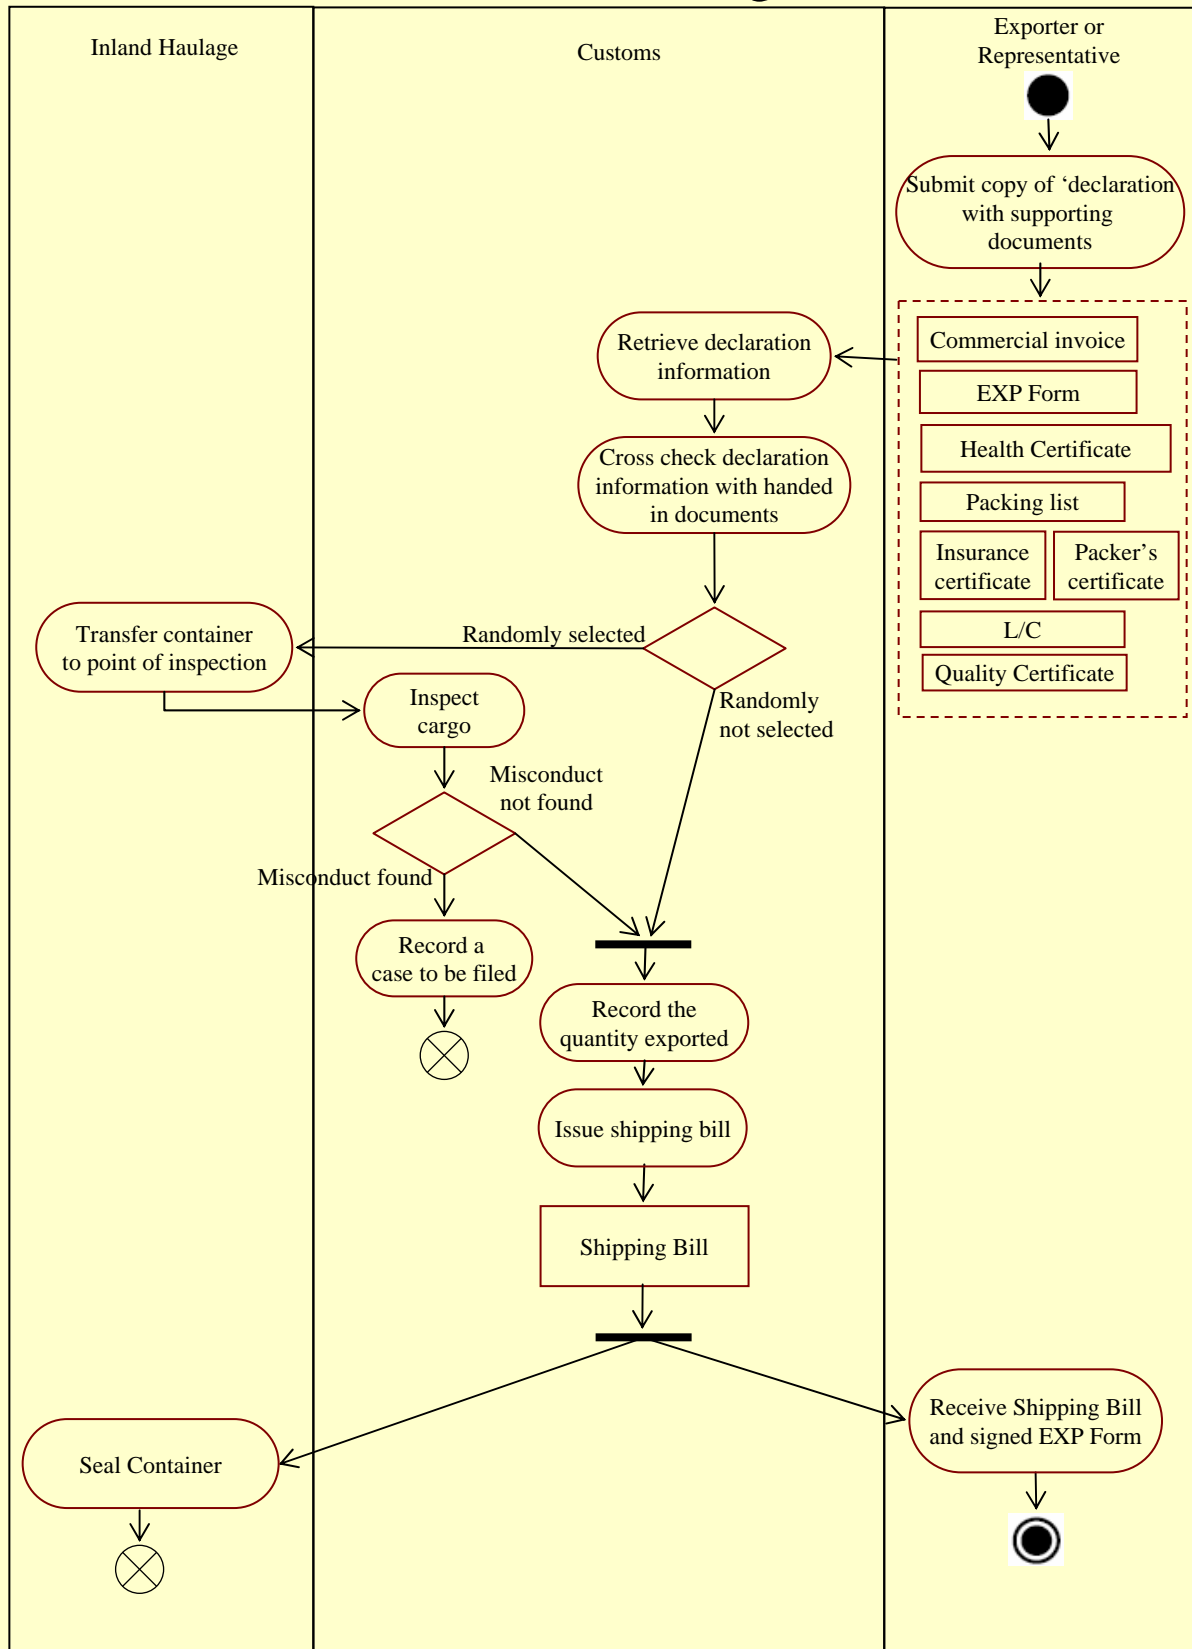 Inland Haulage
Customs
Exporter or
Representative
Submit copy of ‘declaration
with supporting
documents
Commercial invoice
EXP Form
Health Certificate
Packing list
Insurance
certificate
Packer’s
certificate
L/C
Quality Certificate
Retrieve declaration
information
Cross check declaration
information with handed
in documents
Randomly selected
Transfer container
to point of inspection
Randomly
not selected
Inspect
cargo
Misconduct
not found
Misconduct found
Record a
case to be filed
Record the
quantity exported
Issue shipping bill
Shipping Bill
Receive Shipping Bill
and signed EXP Form
Seal Container